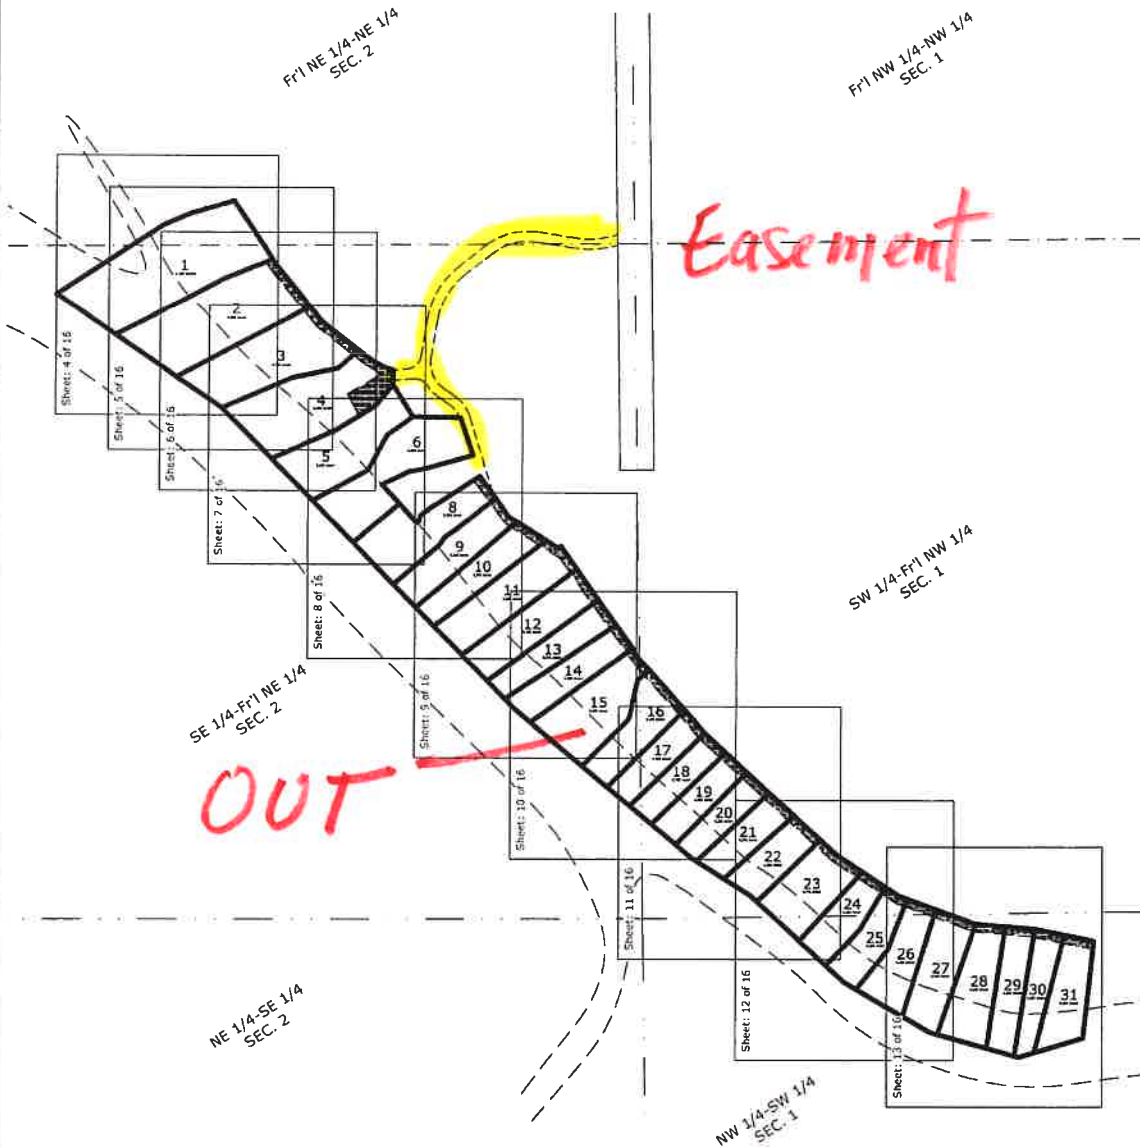 Fr'l NE 1/4-NE 1/4
SEC. 2
Fr'l NW 1/4-NW 1/4
SEC. 1
Easement
1
2
3
4
5
6
8
9
10
11
12
13
14
15
16
17
18
19
20
21
22
23
24
25
26
27
28
29
30
31
Sheet: 4 of 16
Sheet: 5 of 16
Sheet: 6 of 16
Sheet: 7 of 16
Sheet: 8 of 16
Sheet: 9 of 16
Sheet: 10 of 16
Sheet: 11 of 16
Sheet: 12 of 16
Sheet: 13 of 16
SW 1/4-Fr'l NW 1/4
SEC. 1
SE 1/4-Fr'l NE 1/4
SEC. 2
OUT
NE 1/4-SE 1/4
SEC. 2
NW 1/4-SW 1/4
SEC. 1